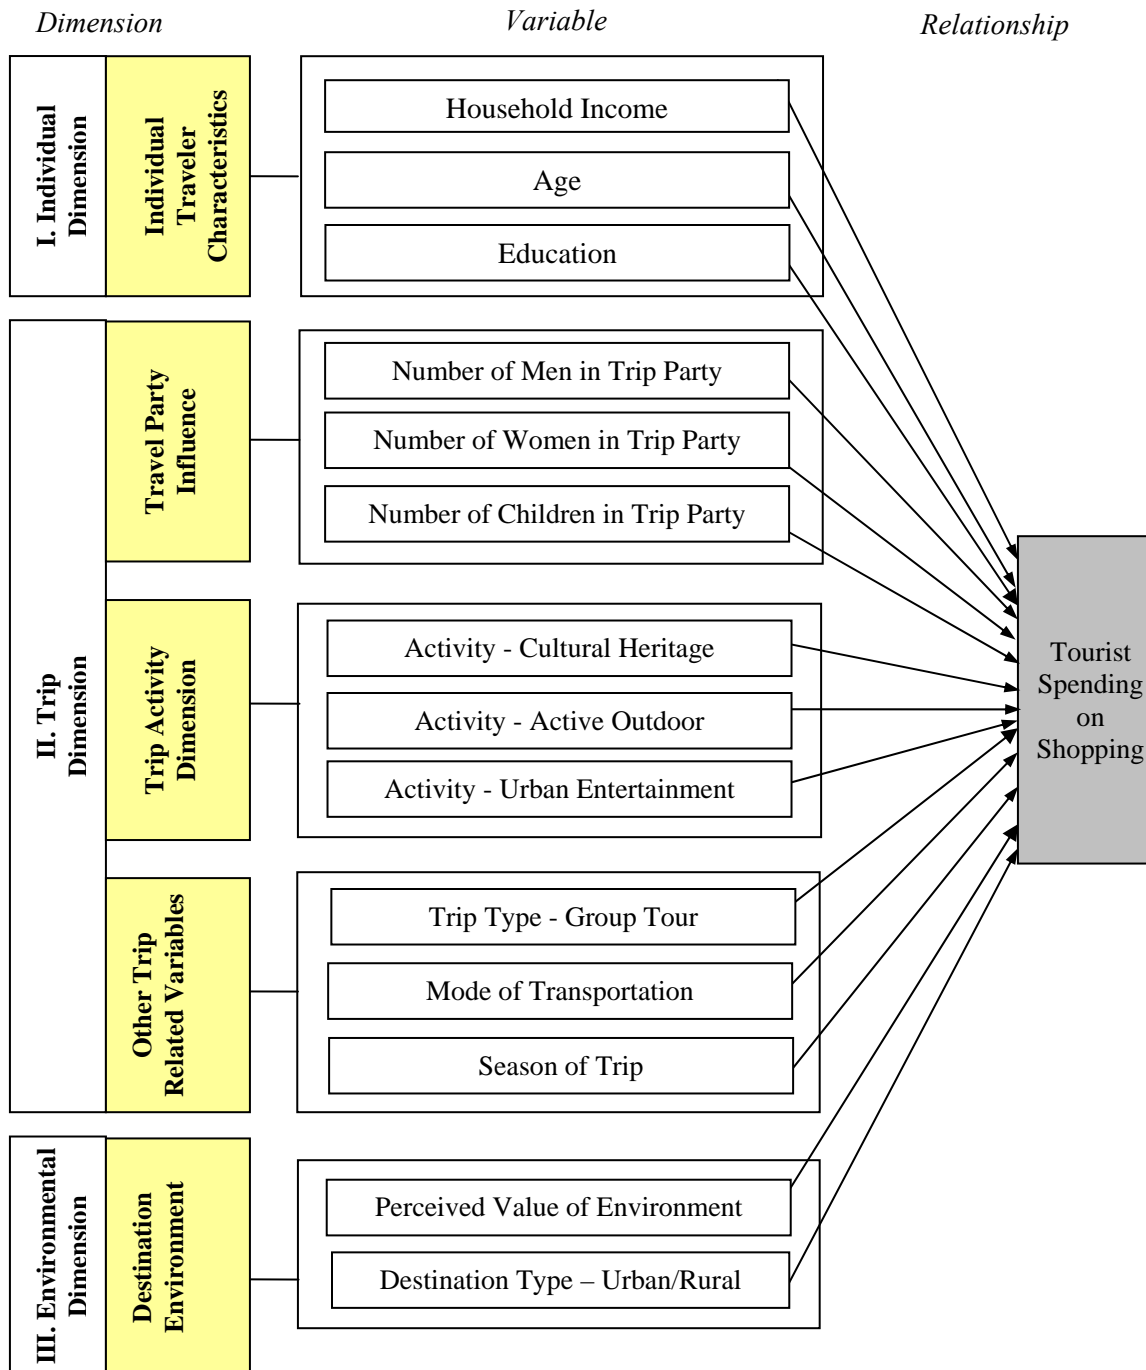 Dimension
Variable
Relationship
I. Individual
Dimension
Individual
Traveler
Characteristics
Household Income
Age
Education
II. Trip
Dimension
Travel Party
Influence
Number of Men in Trip Party
Number of Women in Trip Party
Number of Children in Trip Party
Trip Activity
Dimension
Activity - Cultural Heritage
Activity - Active Outdoor
Activity - Urban Entertainment
Other Trip
Related Variables
Trip Type - Group Tour
Mode of Transportation
Season of Trip
III. Environmental
Dimension
Destination
Environment
Perceived Value of Environment
Destination Type – Urban/Rural
Tourist
Spending
on
Shopping